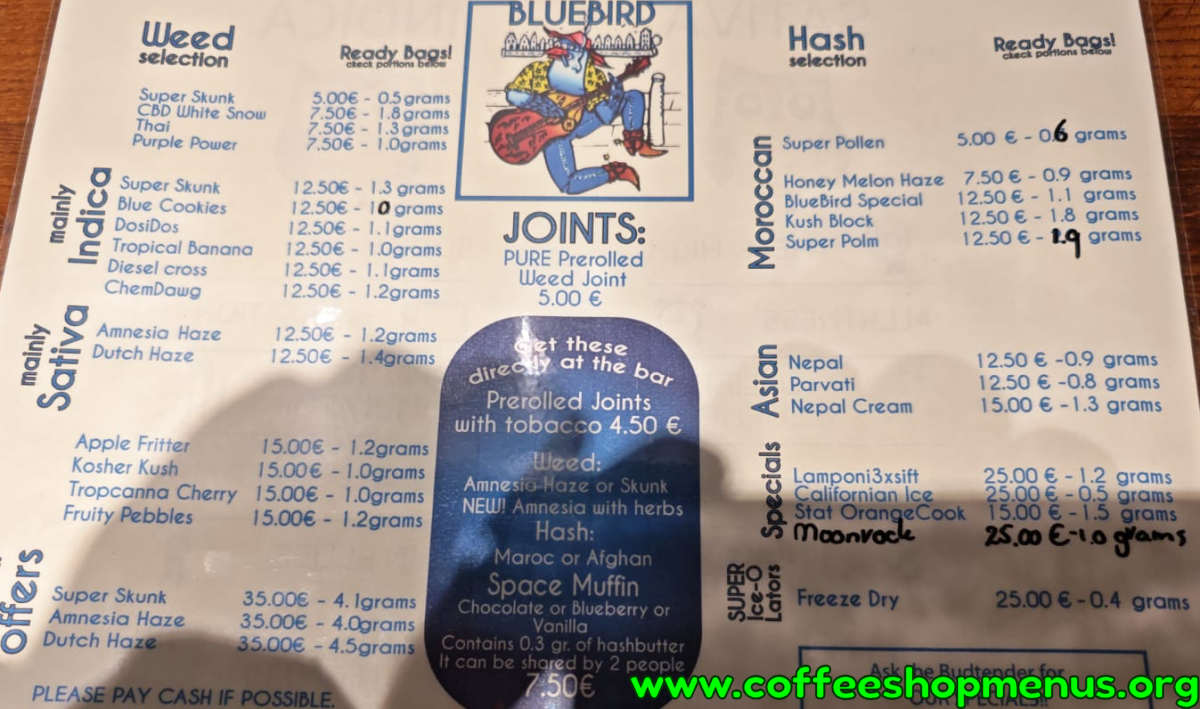 Weed
selection
Ready Bags!
check portions below
Super Skunk 5.00€ - 0.5 grams
CBD White Snow 7.50€ - 1.8 grams
Thai 7.50€ - 1.3 grams
Purple Power 7.50€ - 1.0grams
mainly
Indica
Super Skunk 12.50€ - 1.3 grams
Blue Cookies 12.50€ - 10 grams
DosiDos 12.50€ - 1.1grams
Tropical Banana 12.50€ - 1.0grams
Diesel cross 12.50€ - 1.1grams
ChemDawg 12.50€ - 1.2grams
mainly
Sativa
Amnesia Haze 12.50€ - 1.2grams
Dutch Haze 12.50€ - 1.4grams
Apple Fritter 15.00€ - 1.2grams
Kosher Kush 15.00€ - 1.0grams
Tropcanna Cherry 15.00€ - 1.0grams
Fruity Pebbles 15.00€ - 1.2grams
Offers
Super Skunk 35.00€ - 4.1grams
Amnesia Haze 35.00€ - 4.0grams
Dutch Haze 35.00€ - 4.5grams
PLEASE PAY CASH IF POSSIBLE.
BLUEBIRD
JOINTS:
PURE Prerolled
Weed Joint
5.00 €
Get these
directly at the bar
Prerolled Joints
with tobacco 4.50 €
Weed:
Amnesia Haze or Skunk
NEW! Amnesia with herbs
Hash:
Maroc or Afghan
Space Muffin
Chocolate or Blueberry or
Vanilla
Contains 0.3 gr. of hashbutter
It can be shared by 2 people
7.50€
Hash
selection
Ready Bags!
check portions below
Moroccan
Super Pollen 5.00 € - 0.6 grams
Honey Melon Haze 7.50 € - 0.9 grams
BlueBird Special 12.50 € - 1.1 grams
Kush Block 12.50 € - 1.8 grams
Super Polm 12.50 € - 1.9 grams
Asian
Nepal 12.50 € -0.9 grams
Parvati 12.50 € -0.8 grams
Nepal Cream 15.00 € - 1.3 grams
Specials
Lamponi3xsift 25.00 € - 1.2 grams
Californian Ice 25.00 € - 0.5 grams
Stat OrangeCook 15.00 € - 1.5 grams
Moonrock 25.00 €-1.0 grams
SUPER
Ice-O
Lators
Freeze Dry 25.00 € - 0.4 grams
Ask the Budtender for
OUR SPECIALS!!
www.coffeeshopmenus.org